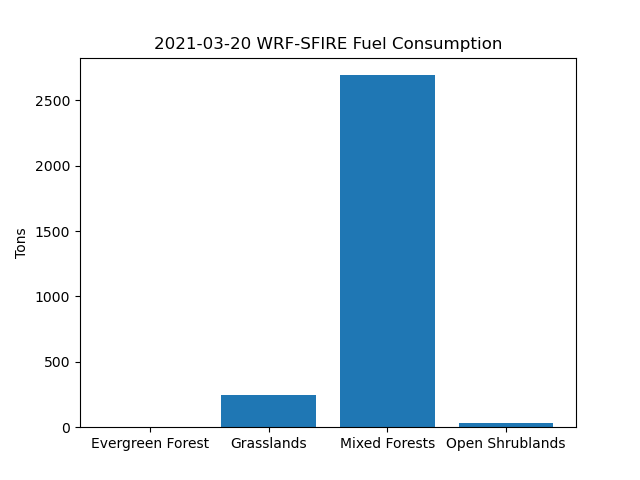 2021-03-20 WRF-SFIRE Fuel Consumption
Tons
2500
2000
1500
1000
500
0
Evergreen Forest Grasslands Mixed Forests Open Shrublands